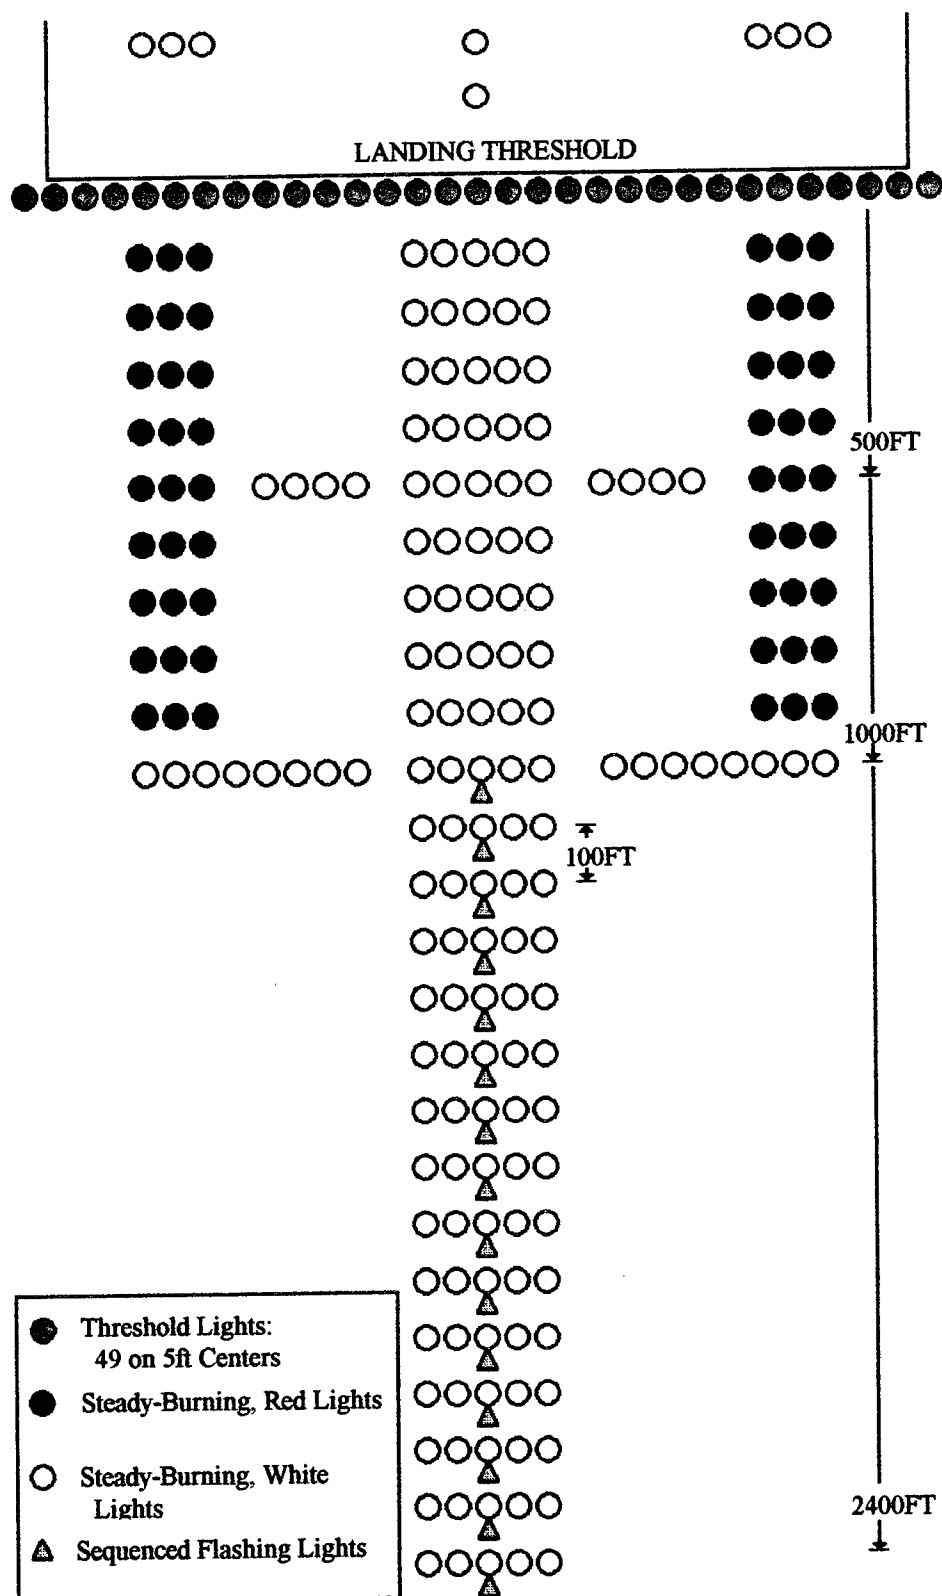 LANDING THRESHOLD
500FT
1000FT
100FT
2400FT
Threshold Lights:
49 on 5ft Centers
Steady-Burning, Red Lights
Steady-Burning, White
Lights
Sequenced Flashing Lights